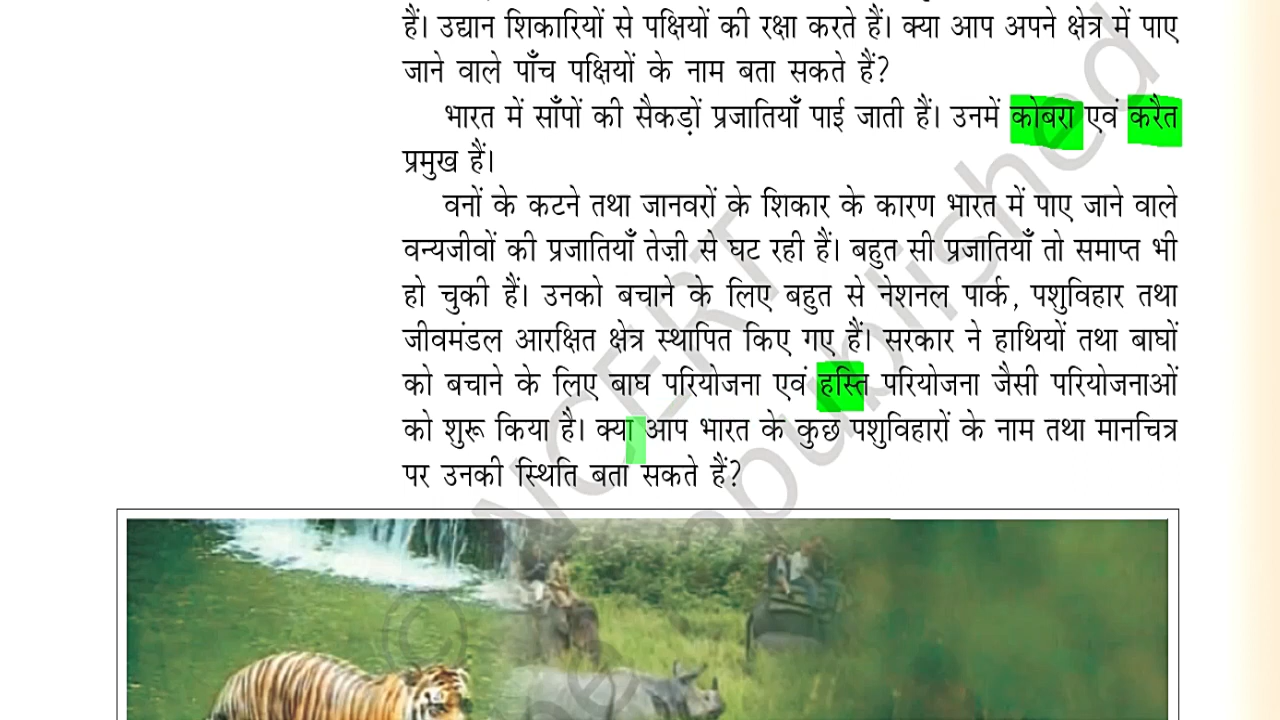 हैं। उद्यान शिकारियों से पक्षियों की रक्षा करते हैं। क्या आप अपने क्षेत्र में पाए
जाने वाले पाँच पक्षियों के नाम बता सकते हैं?
भारत में साँपों की सैकड़ों प्रजातियाँ पाई जाती हैं। उनमें कोबरा एवं करैत
प्रमुख हैं।
वनों के कटने तथा जानवरों के शिकार के कारण भारत में पाए जाने वाले
वन्यजीवों की प्रजातियाँ तेज़ी से घट रही हैं। बहुत सी प्रजातियाँ तो समाप्त भी
हो चुकी हैं। उनको बचाने के लिए बहुत से नेशनल पार्क, पशुविहार तथा
जीवमंडल आरक्षित क्षेत्र स्थापित किए गए हैं। सरकार ने हाथियों तथा बाघों
को बचाने के लिए बाघ परियोजना एवं हस्ति परियोजना जैसी परियोजनाओं
को शुरू किया है। क्या आप भारत के कुछ पशुविहारों के नाम तथा मानचित्र
पर उनकी स्थिति बता सकते हैं?
© NCERT
published